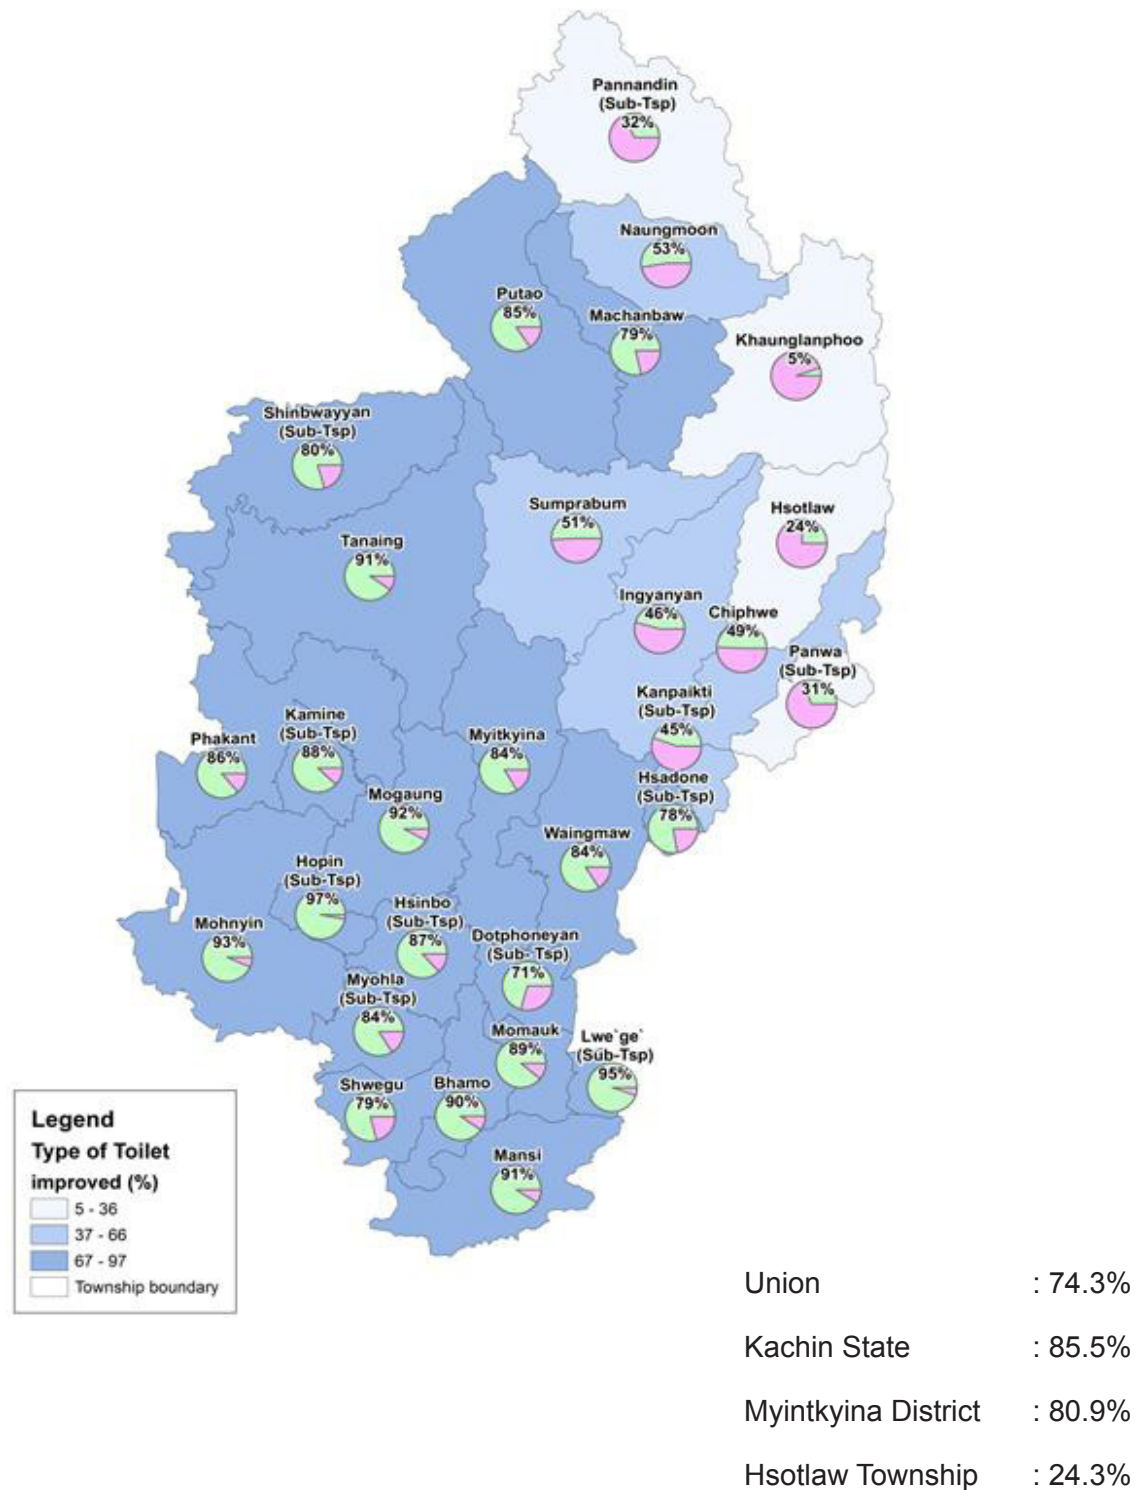 Pannandin
(Sub-Tsp)
32%
Naungmoon
53%
Putao
85%
Machanbaw
79%
Khaunglanphoo
5%
Shinbwayyan
(Sub-Tsp)
80%
Sumprabum
51%
Hsotlaw
24%
Tanaing
91%
Ingyanyan
46%
Chiphwe
49%
Panwa
(Sub-Tsp)
31%
Kanpaikti
(Sub-Tsp)
45%
Kamine
(Sub-Tsp)
88%
Phakant
86%
Myitkyina
84%
Hsadone
(Sub-Tsp)
78%
Mogaung
92%
Waingmaw
84%
Hopin
(Sub-Tsp)
97%
Hsinbo
(Sub-Tsp)
87%
Mohnyin
93%
Dotphoneyan
(Sub- Tsp)
71%
Myohla
(Sub-Tsp)
84%
Momauk
89%
Lwe`ge`
(Sub-Tsp)
95%
Shwegu
79%
Bhamo
90%
Mansi
91%
Legend
Type of Toilet
improved (%)
5 - 36
37 - 66
67 - 97
Township boundary
Union : 74.3%
Kachin State : 85.5%
Myintkyina District : 80.9%
Hsotlaw Township : 24.3%